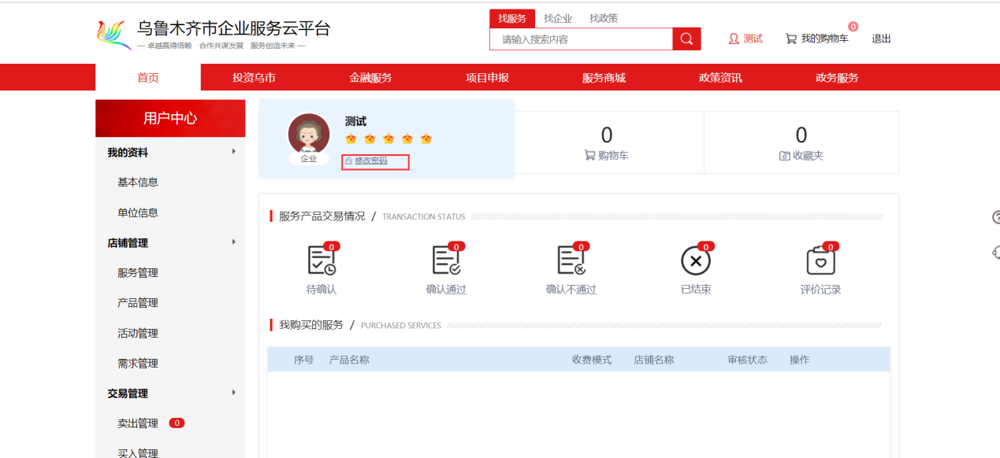 找服务 找企业 找政策
乌鲁木齐市企业服务云平台
— 卓越赢得信赖 合作共谋发展 服务创造未来 —
请输入搜索内容
测试 我的购物车 0 退出
首页 投资乌市 金融服务 项目申报 服务商城 政策资讯 政务服务
用户中心
我的资料
基本信息
单位信息
店铺管理
服务管理
产品管理
活动管理
需求管理
交易管理
卖出管理 0
买入管理
测试
企业
修改密码
0
购物车
0
收藏夹
服务产品交易情况 / TRANSACTION STATUS
0 0 0 0 0
待确认 确认通过 确认不通过 已结束 评价记录
我购买的服务 / PURCHASED SERVICES
序号 产品名称 收费模式 店铺名称 审核状态 操作